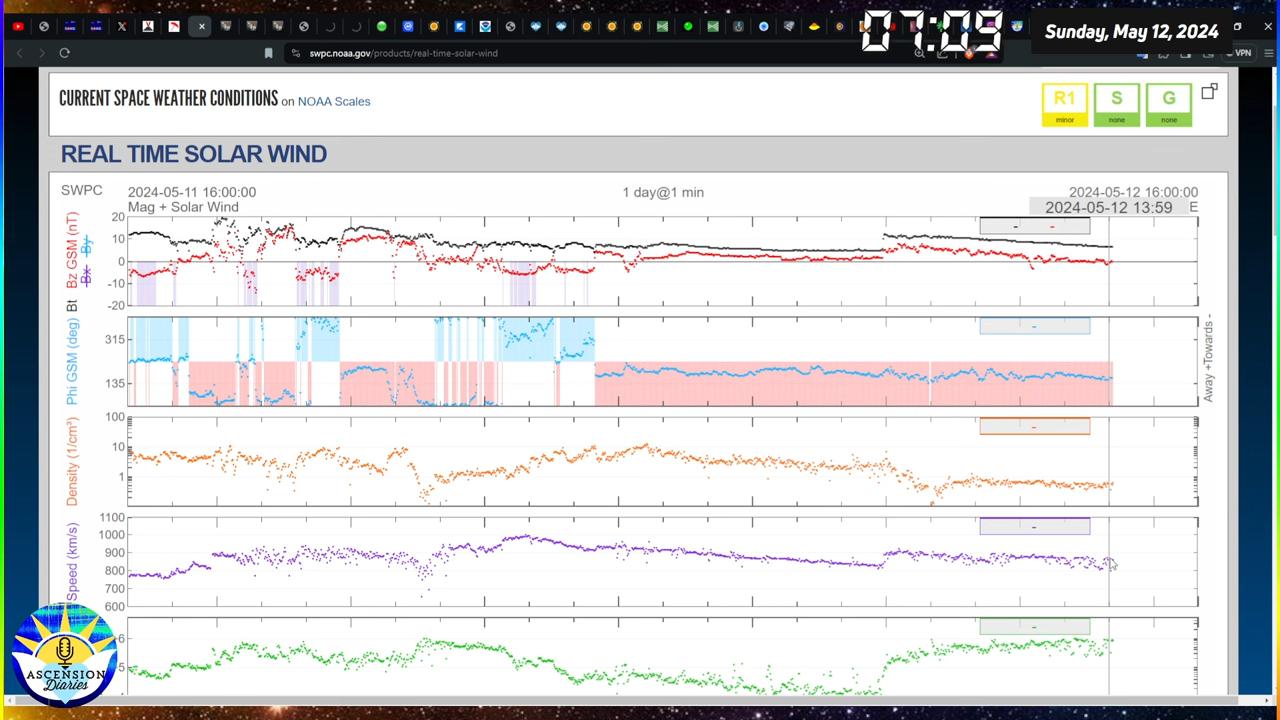 07:09
Sunday, May 12, 2024
swpc.noaa.gov/products/real-time-solar-wind
VPN
CURRENT SPACE WEATHER CONDITIONS on NOAA Scales
R1
minor
S
none
G
none
REAL TIME SOLAR WIND
SWPC
2024-05-11 16:00:00
1 day@1 min
2024-05-12 16:00:00
Mag + Solar Wind
2024-05-12 13:59
E
Bt Bz GSM (nT)
Bx By
20
10
0
-10
-20
Phi GSM (deg)
315
135
Away +Towards -
Density (1/cm³)
100
10
1
Speed (km/s)
1100
1000
900
800
700
600
+6
5
ASCENSION
Diaries